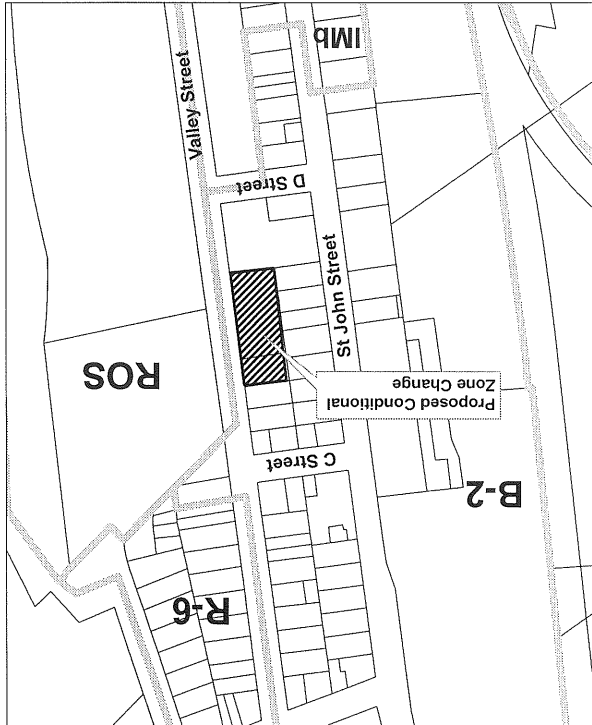 IMb
Valley Street
D Street
St John Street
ROS
Proposed Conditional
Zone Change
C Street
B-2
R-6